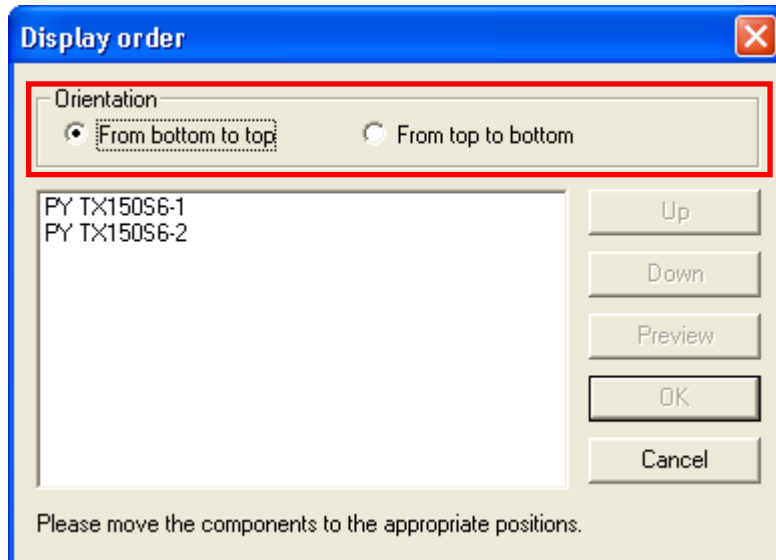 Display order
Orientation
From bottom to top
From top to bottom
PY TX150S6-1
PY TX150S6-2
Up
Down
Preview
OK
Cancel
Please move the components to the appropriate positions.